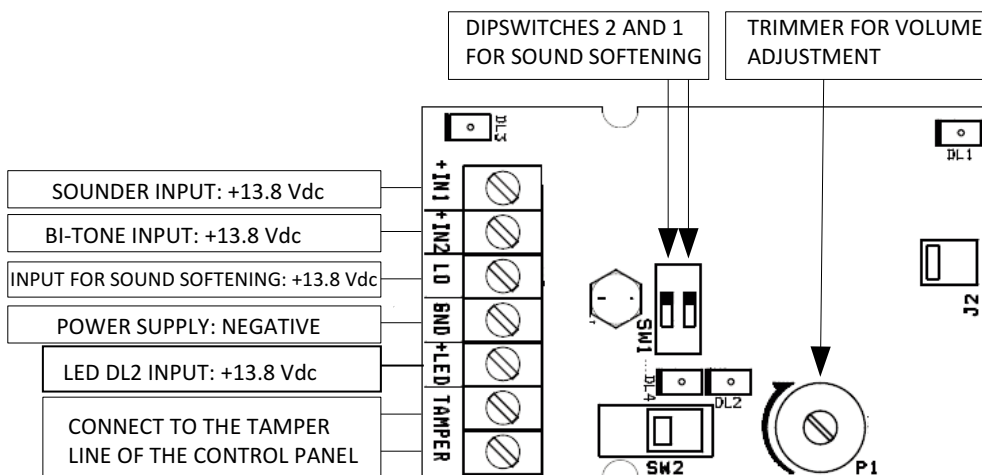 DIPSWITCHES 2 AND 1
FOR SOUND SOFTENING
TRIMMER FOR VOLUME
ADJUSTMENT
DL3
DL1
SOUNDER INPUT: +13.8 Vdc
+IN1
BI-TONE INPUT: +13.8 Vdc
+IN2
INPUT FOR SOUND SOFTENING: +13.8 Vdc
LO
J2
POWER SUPPLY: NEGATIVE
GND
SW1
LED DL2 INPUT: +13.8 Vdc
+LED
DL4
DL2
CONNECT TO THE TAMPER
LINE OF THE CONTROL PANEL
TAMPER
SW2
P1